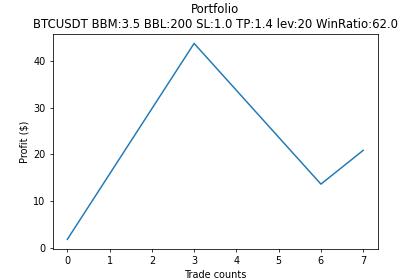 Portfolio
BTCUSDT BBM:3.5 BBL:200 SL:1.0 TP:1.4 lev:20 WinRatio:62.0
40
30
20
10
0
Profit ($)
0 1 2 3 4 5 6 7
Trade counts